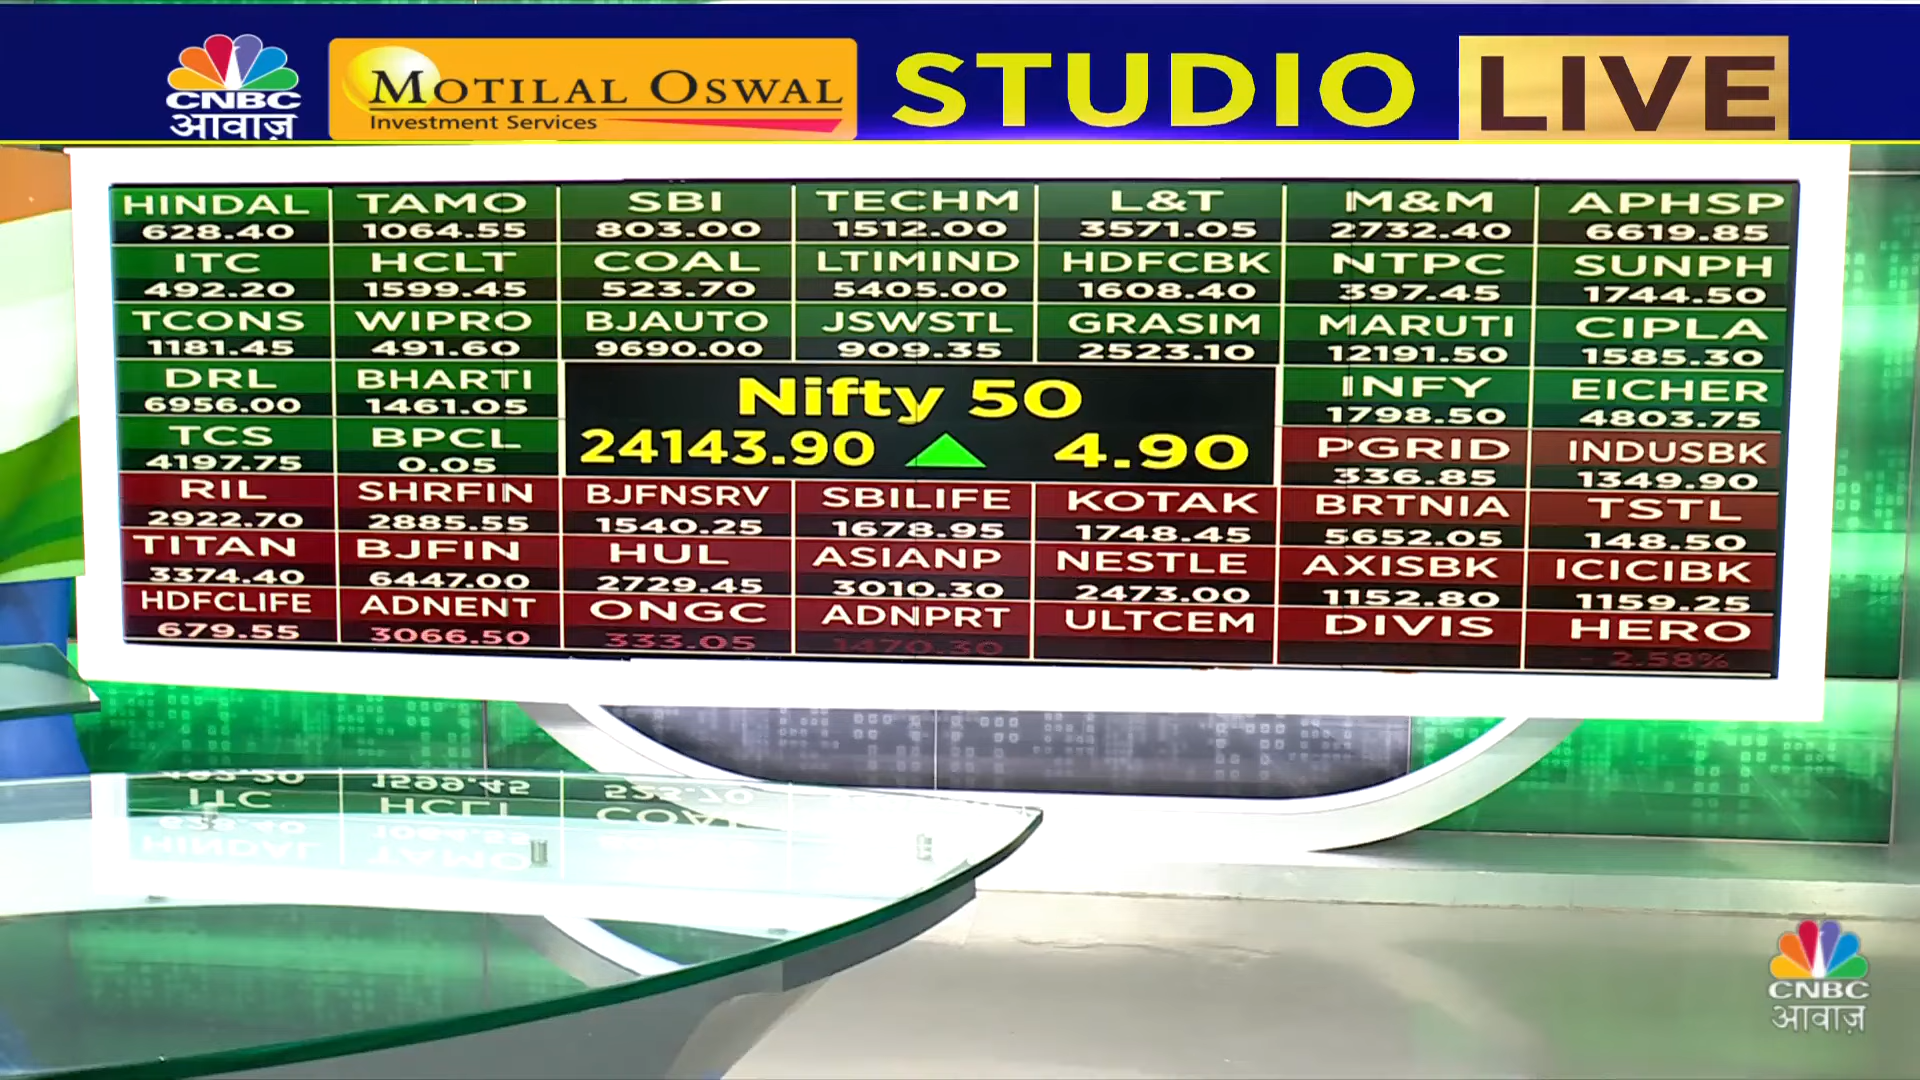 CNBC
आवाज़
MOTILAL OSWAL
Investment Services
STUDIO LIVE
HINDAL TAMO SBI TECHM L&T M&M APHSP
628.40 1064.55 803.00 1512.00 3571.05 2732.40 6619.85
ITC HCLT COAL LTIMIND HDFCBK NTPC SUNPH
492.20 1599.45 523.70 5405.00 1608.40 397.45 1744.50
TCONS WIPRO BJAUTO JSWSTL GRASIM MARUTI CIPLA
1181.45 491.60 9690.00 909.35 2523.10 12191.50 1585.30
DRL BHARTI Nifty 50 INFY EICHER
6956.00 1461.05 1798.50 4803.75
TCS BPCL 24143.90 4.90 PGRID INDUSBK
4197.75 0.05 336.85 1349.90
RIL SHRFIN BJFNSRV SBILIFE KOTAK BRTNIA TSTL
2922.70 2885.55 1540.25 1678.95 1748.45 5652.05 148.50
TITAN BJFIN HUL ASIANP NESTLE AXISBK ICICIBK
3374.40 6447.00 2729.45 3010.30 2473.00 1152.80 1159.25
HDFCLIFE ADNENT ONGC ADNPRT ULTCEM DIVIS HERO
679.55 3066.50 333.05 1470.30 - 2.58%
CNBC
आवाज़